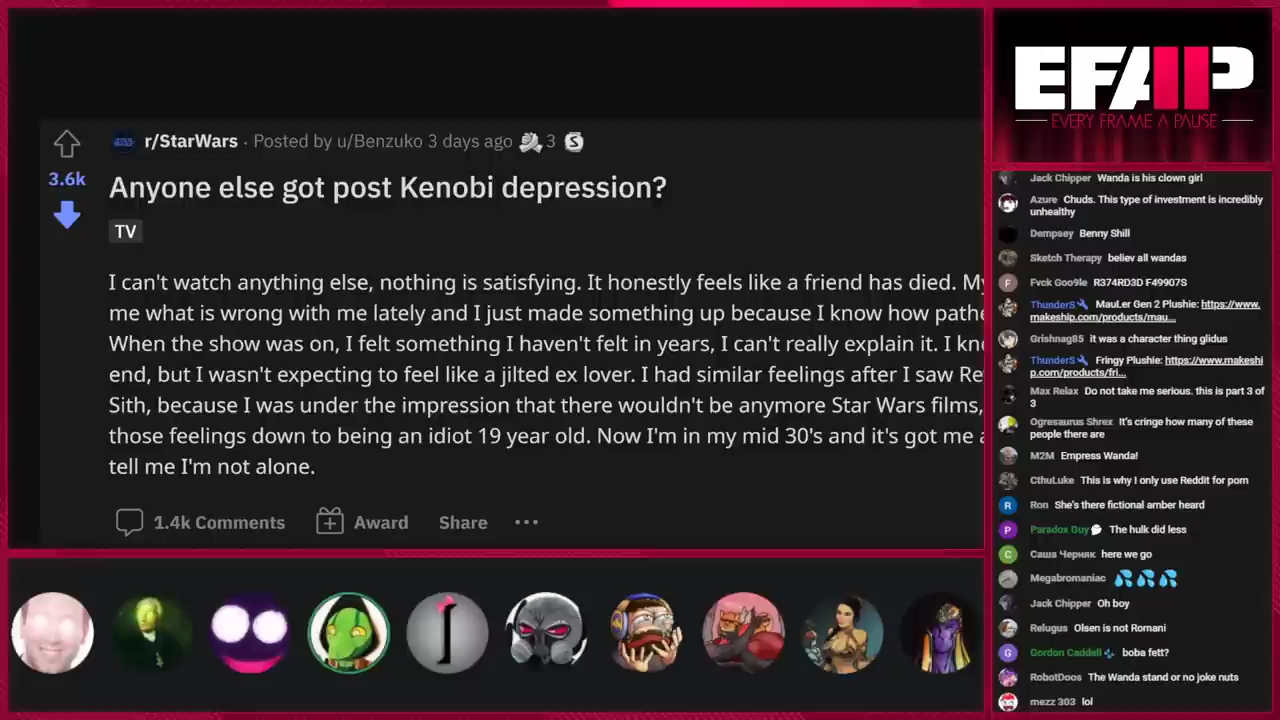 r/StarWars · Posted by u/Benzuko 3 days ago 3
3.6k
Anyone else got post Kenobi depression?
TV
I can't watch anything else, nothing is satisfying. It honestly feels like a friend has died. My
me what is wrong with me lately and I just made something up because I know how pathe
When the show was on, I felt something I haven't felt in years, I can't really explain it. I kn
end, but I wasn't expecting to feel like a jilted ex lover. I had similar feelings after I saw Re
Sith, because I was under the impression that there wouldn't be anymore Star Wars films,
those feelings down to being an idiot 19 year old. Now I'm in my mid 30's and it's got me a
tell me I'm not alone.
1.4k Comments Award Share
EFAP
EVERY FRAME A PAUSE
Jack Chipper Wanda is his clown girl
Azure Chuds. This type of investment is incredibly
unhealthy
Dempsey Benny Shill
Sketch Therapy believ all wandas
Fvck Goo9le R374RD3D F49907S
ThunderS MauLer Gen 2 Plushie: https://www.
makeship.com/products/mau...
Grishnag85 it was a character thing glidus
ThunderS Fringy Plushie: https://www.makeshi
p.com/products/fri...
Max Relax Do not take me serious. this is part 3 of
3
Ogresaurus Shrex It's cringe how many of these
people there are
M2M Empress Wanda!
CthuLuke This is why I only use Reddit for porn
Ron She's there fictional amber heard
Paradox Guy The hulk did less
Саша Черняк here we go
Megabromaniac
Jack Chipper Oh boy
Relugus Olsen is not Romani
Gordon Caddell boba fett?
RobotDoos The Wanda stand or no joke nuts
mezz 303 lol